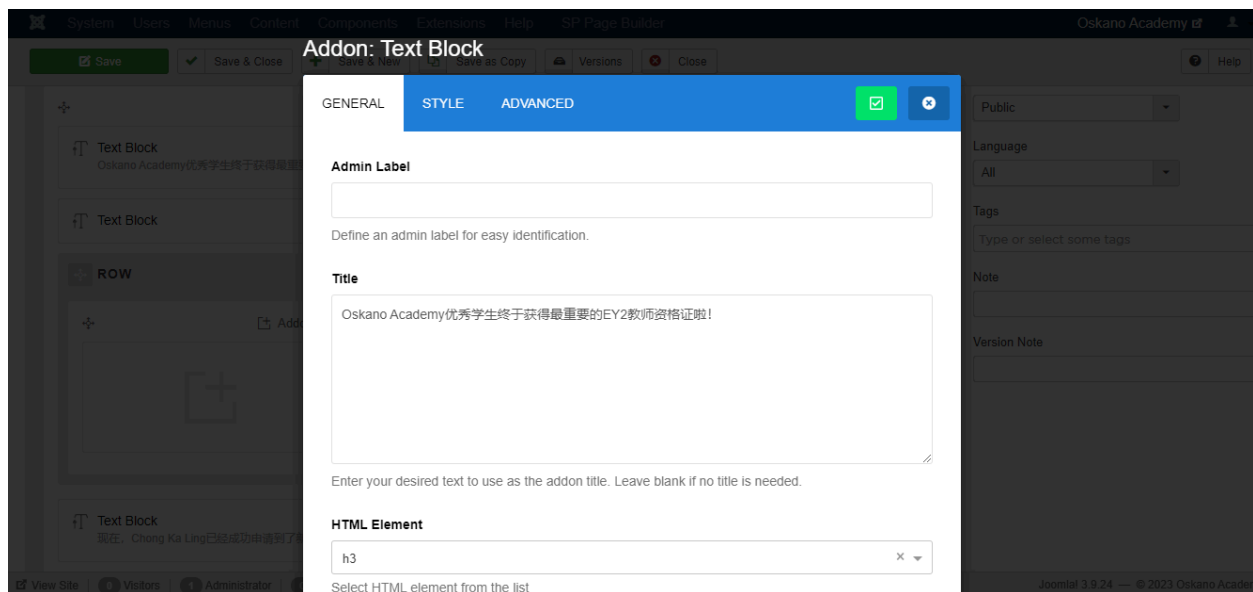 System Users Menus Content Components Extensions Help SP Page Builder Oskano Academy
Save Save & Close Save & New Save as Copy Versions Close Help
Addon: Text Block
GENERAL STYLE ADVANCED
Public
Text Block
Oskano Academy优秀学生终于获得最重
Admin Label
Define an admin label for easy identification.
Language
All
Tags
Type or select some tags
Text Block
ROW
Title
Note
Oskano Academy优秀学生终于获得最重要的EY2教师资格证啦!
Version Note
Enter your desired text to use as the addon title. Leave blank if no title is needed.
Text Block
现在，Chong Ka Ling已经成功申请到了
HTML Element
h3
Select HTML element from the list
View Site 0 Visitors 1 Administrator Joomla! 3.9.24 — © 2023 Oskano